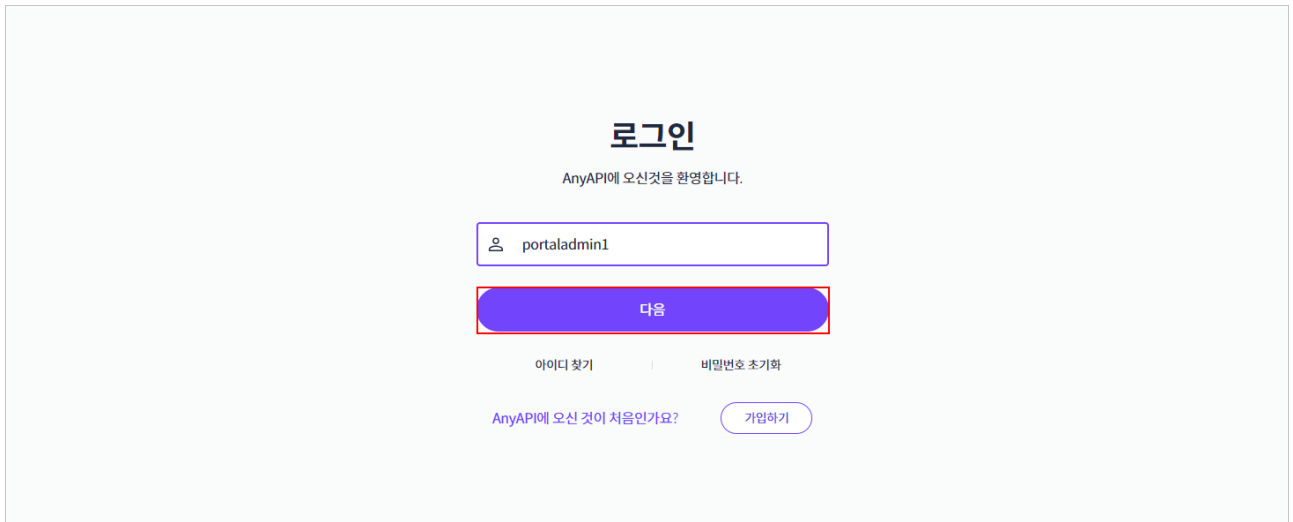 로그인
AnyAPI에 오신것을 환영합니다.
portaladmin1
다음
아이디 찾기
비밀번호 초기화
AnyAPI에 오신 것이 처음인가요?
가입하기